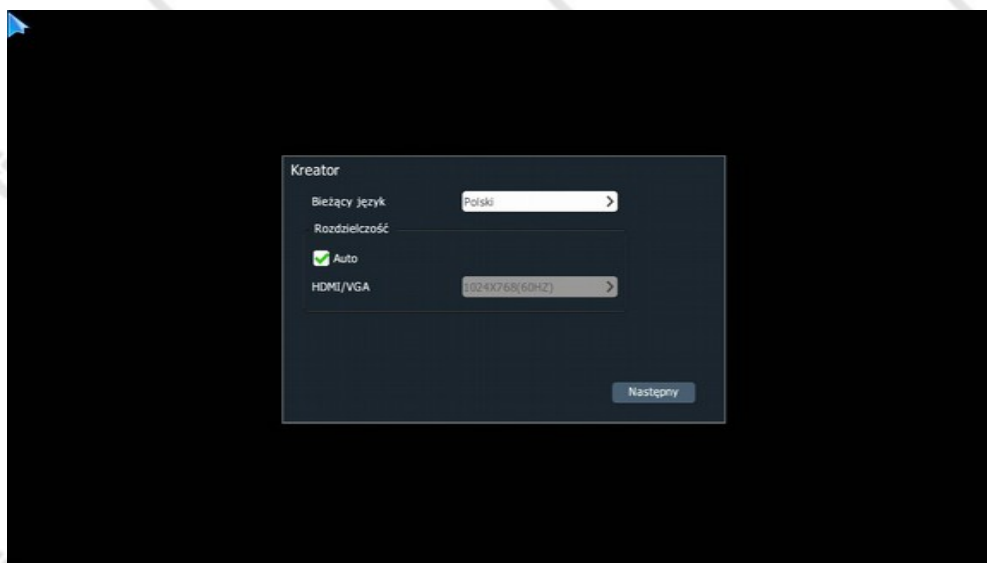 Kreator
Bieżący język Polski
Rozdzielczość
Auto
HDMI/VGA 1024X768(60HZ)
Następny